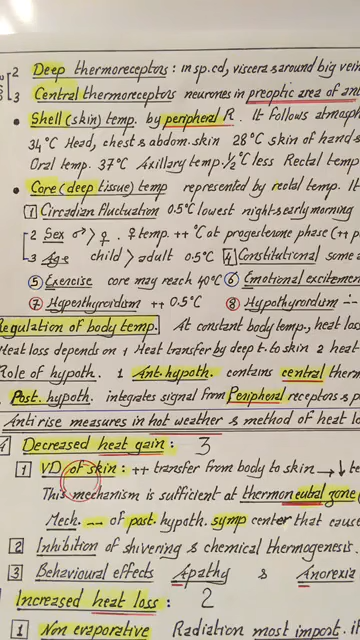 2 Deep thermoreceptors: in sp.cd, viscera & around big vein
3 Central thermoreceptors neurones in preoptic area of ant
• Shell (skin) temp. by peripheral R. It follows atmosph
34°C Head, chest & abdom. skin 28°C skin of hand
Oral temp. 37°C Axillary temp. ½°C less Rectal temp
• Core (deep tissue) temp represented by rectal temp. It
1 Circadian fluctuation 0.5°C lowest night & early morning
2 Sex ♂ > ♀ . ♀ temp. ++ °C at progesterone phase (++ p
3 Age child > adult 0.5°C 4 Constitutional some a
5 Exercise core may reach 40°C 6 Emotional excitemen
7 Hyperthyroidism ++ 0.5°C 8 Hypothyroidism
Regulation of body temp. At constant body temp, heat los
Heat loss depends on 1 Heat transfer by deep t. to skin 2 heat
Role of hypoth. 1 Ant. hypoth. contains central therm
Post. hypoth. integrates signal from Peripheral receptors & p
Anti rise measures in hot weather & method of heat lo
Decreased heat gain: 3
1 VD of skin: ++ transfer from body to skin → ↓ te
This mechanism is sufficient at thermoneutral zone (
Mech. of post. hypoth. symp center that caus
2 Inhibition of shivering & chemical thermogenesis.
3 Behavioural effects Apathy & Anorexia
Increased heat loss: 2
1 Non evaporative Radiation most import. if